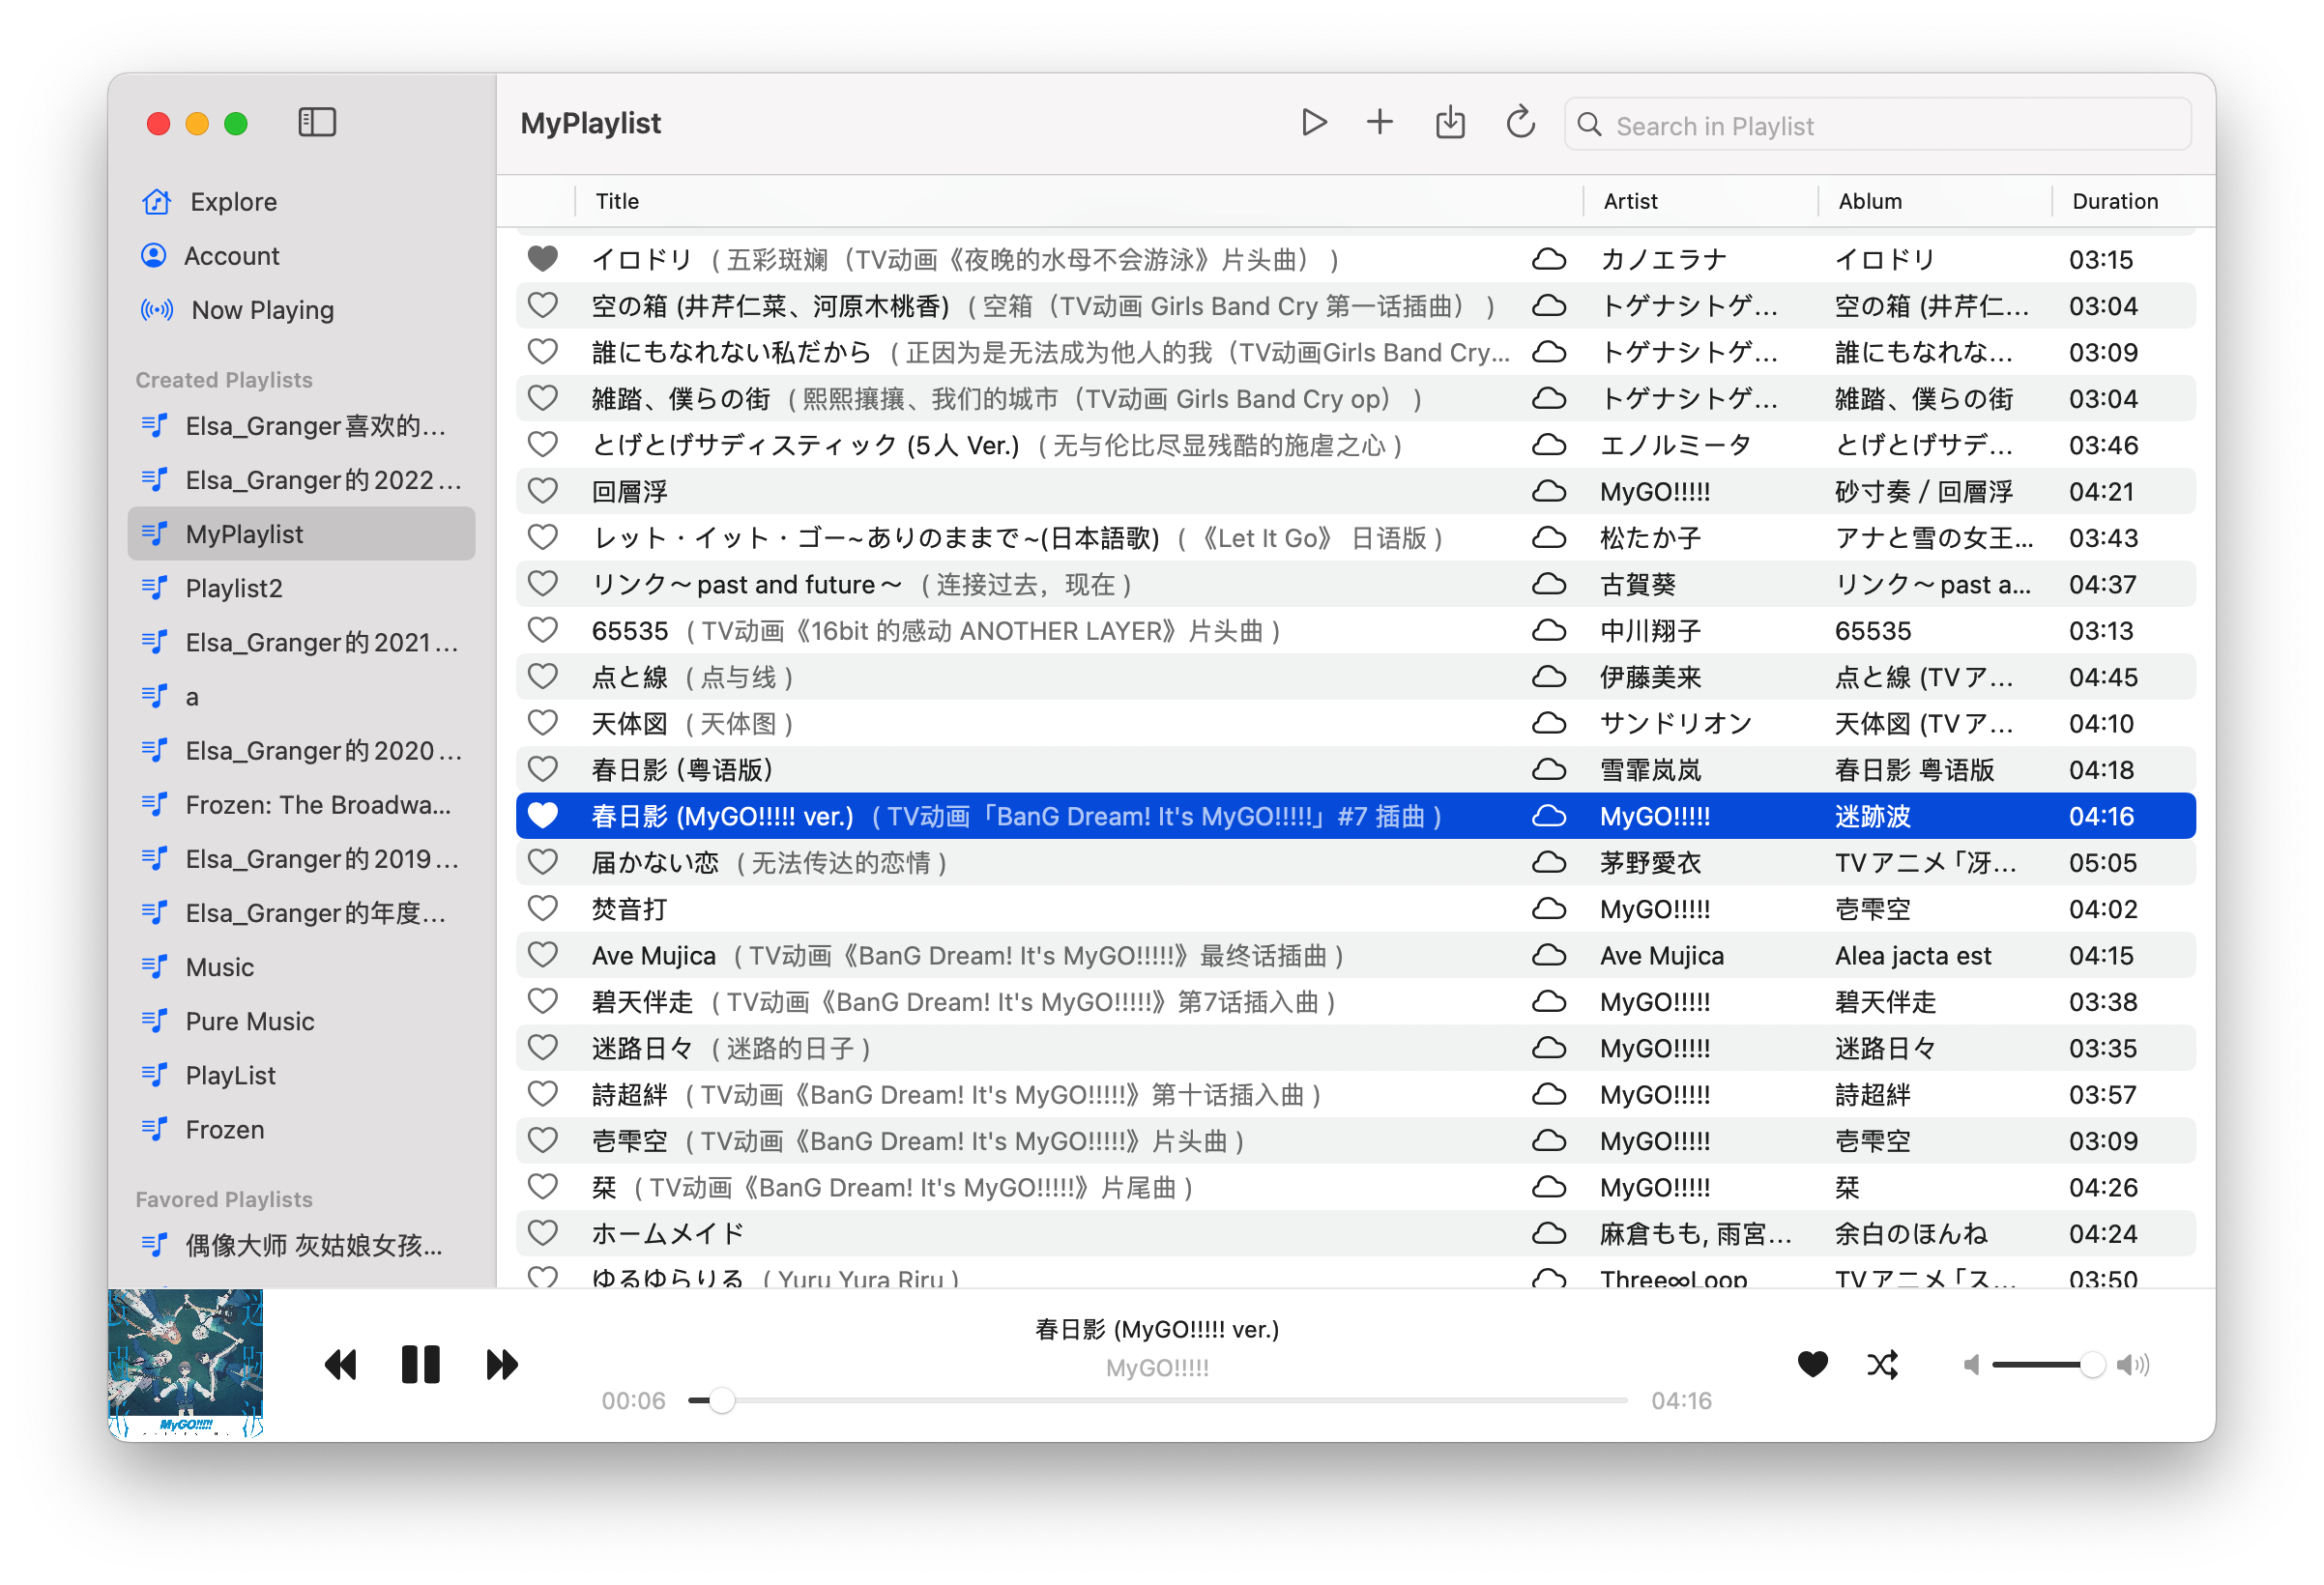 MyPlaylist
Search in Playlist
Explore
Account
Now Playing
Created Playlists
Elsa_Granger喜欢的...
Elsa_Granger的2022...
MyPlaylist
Playlist2
Elsa_Granger的2021...
a
Elsa_Granger的2020...
Frozen: The Broadwa...
Elsa_Granger的2019...
Elsa_Granger的年度...
Music
Pure Music
PlayList
Frozen
Favored Playlists
偶像大师 灰姑娘女孩...
Title Artist Ablum Duration
イロドリ ( 五彩斑斓（TV动画《夜晚的水母不会游泳》片头曲） ) カノエラナ イロドリ 03:15
空の箱 (井芹仁菜、河原木桃香) ( 空箱（TV动画 Girls Band Cry 第一话插曲） ) トゲナシトゲ... 空の箱 (井芹仁... 03:04
誰にもなれない私だから ( 正因为是无法成为他人的我（TV动画Girls Band Cry... トゲナシトゲ... 誰にもなれな... 03:09
雑踏、僕らの街 ( 熙熙攘攘、我们的城市（TV动画 Girls Band Cry op） ) トゲナシトゲ... 雑踏、僕らの街 03:04
とげとげサディスティック (5人 Ver.) ( 无与伦比尽显残酷的施虐之心 ) エノルミータ とげとげサデ... 03:46
回層浮 MyGO!!!!! 砂寸奏 / 回層浮 04:21
レット・イット・ゴー~ありのままで~(日本語歌) ( 《Let It Go》 日语版 ) 松たか子 アナと雪の女王... 03:43
リンク～past and future～ ( 连接过去，现在 ) 古賀葵 リンク～past a... 04:37
65535 ( TV动画《16bit 的感动 ANOTHER LAYER》片头曲 ) 中川翔子 65535 03:13
点と線 ( 点与线 ) 伊藤美来 点と線 (TVア... 04:45
天体図 ( 天体图 ) サンドリオン 天体図 (TVア... 04:10
春日影 (粤语版) 雪霏岚岚 春日影 粤语版 04:18
春日影 (MyGO!!!!! ver.) ( TV动画「BanG Dream! It's MyGO!!!!!」#7 插曲 ) MyGO!!!!! 迷跡波 04:16
届かない恋 ( 无法传达的恋情 ) 茅野愛衣 TVアニメ「冴... 05:05
焚音打 MyGO!!!!! 壱雫空 04:02
Ave Mujica ( TV动画《BanG Dream! It's MyGO!!!!!》最终话插曲 ) Ave Mujica Alea jacta est 04:15
碧天伴走 ( TV动画《BanG Dream! It's MyGO!!!!!》第7话插入曲 ) MyGO!!!!! 碧天伴走 03:38
迷路日々 ( 迷路的日子 ) MyGO!!!!! 迷路日々 03:35
詩超絆 ( TV动画《BanG Dream! It's MyGO!!!!!》第十话插入曲 ) MyGO!!!!! 詩超絆 03:57
壱雫空 ( TV动画《BanG Dream! It's MyGO!!!!!》片头曲 ) MyGO!!!!! 壱雫空 03:09
栞 ( TV动画《BanG Dream! It's MyGO!!!!!》片尾曲 ) MyGO!!!!! 栞 04:26
ホームメイド 麻倉もも, 雨宮... 余白のほんね 04:24
ゆるゆらりる ( Yuru Yura Riru ) Three∞Loop TVアニメ「ス... 03:50
MyGO!!!!!
春日影 (MyGO!!!!! ver.)
MyGO!!!!!
00:06 04:16